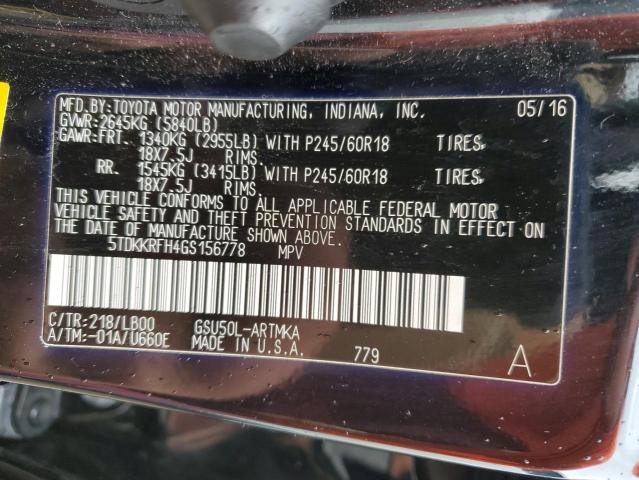 MFD.BY:TOYOTA MOTOR MANUFACTURING, INDIANA, INC. 05/16
GVWR:2645KG (5840LB)
GAWR:FRT. 1340KG (2955LB) WITH P245/60R18 TIRES,
18X7.5J RIMS.
RR. 1545KG (3415LB) WITH P245/60R18 TIRES,
18X7.5J RIMS.
THIS VEHICLE CONFORMS TO ALL APPLICABLE FEDERAL MOTOR
VEHICLE SAFETY AND THEFT PREVENTION STANDARDS IN EFFECT ON
THE DATE OF MANUFACTURE SHOWN ABOVE.
5TDKKRFH4GS156778 MPV
C/TR:218/LB00 GSU50L-ARTMKA
A/TM:-01A/U660E MADE IN U.S.A. 779 A